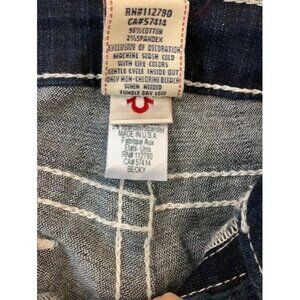 RN#112790
CA#57414
98%COTTON
2%SPANDEX
EXCLUSIVE OF DECORATION
MACHINE WASH COLD
WITH LIKE COLORS
GENTLE CYCLE INSIDE OUT
ONLY NON-CHLORINE BLEACH
WHEN NEEDED
TUMBLE DRY LOW
MADE IN U.S.A
Fabrique Aux
Etats-Unis
RN# 112790
CA# 57414
BECKY